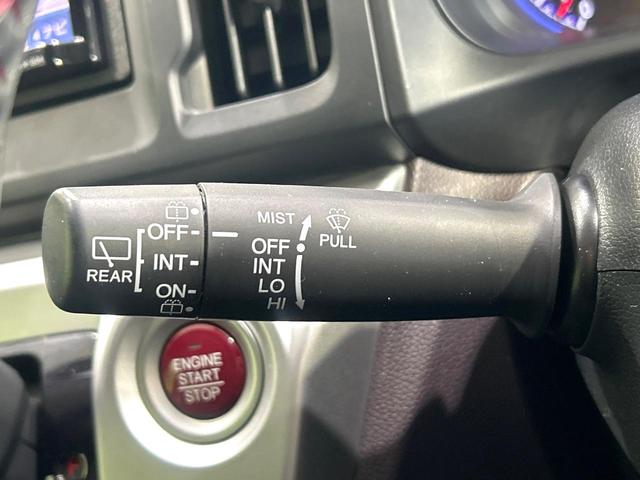 MIST
OFF
PULL
OFF
INT
INT
LO
REAR
ON
HI
ENGINE
START
STOP